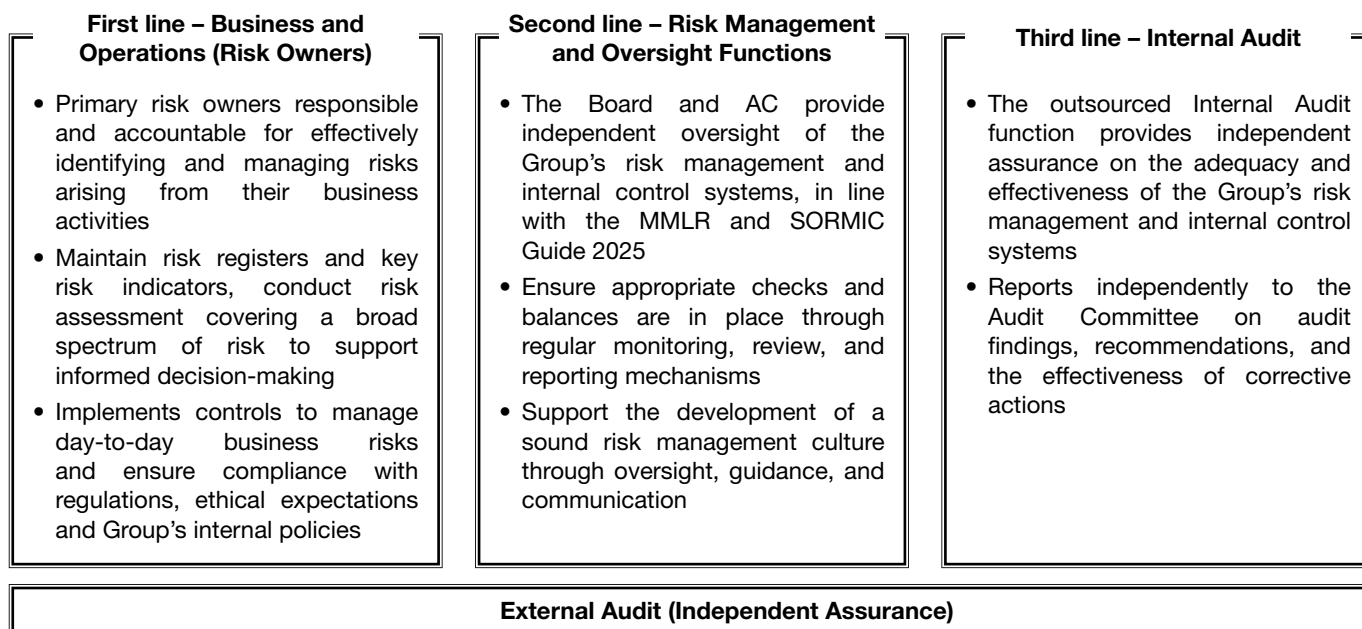 First line – Business and
Operations (Risk Owners)
• Primary risk owners responsible
and accountable for effectively
identifying and managing risks
arising from their business
activities
• Maintain risk registers and key
risk indicators, conduct risk
assessment covering a broad
spectrum of risk to support
informed decision-making
• Implements controls to manage
day-to-day business risks
and ensure compliance with
regulations, ethical expectations
and Group's internal policies
Second line – Risk Management
and Oversight Functions
• The Board and AC provide
independent oversight of the
Group's risk management and
internal control systems, in line
with the MMLR and SORMIC
Guide 2025
• Ensure appropriate checks and
balances are in place through
regular monitoring, review, and
reporting mechanisms
• Support the development of a
sound risk management culture
through oversight, guidance, and
communication
Third line – Internal Audit
• The outsourced Internal Audit
function provides independent
assurance on the adequacy and
effectiveness of the Group's risk
management and internal control
systems
• Reports independently to the
Audit Committee on audit
findings, recommendations, and
the effectiveness of corrective
actions
External Audit (Independent Assurance)